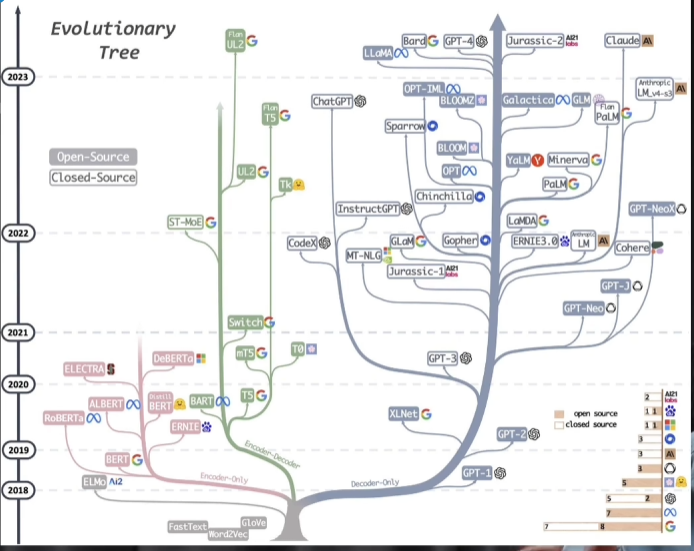 Evolutionary
Tree
Open-Source
Closed-Source
2023
2022
2021
2020
2019
2018
Flan
UL2
Bard
GPT-4
Jurassic-2
AI21
labs
Claude
LLaMA
ChatGPT
Flan
T5
OPT-IML
BLOOMZ
Galactica
GLM
Flan
PaLM
Anthropic
LM_v4-s3
Sparrow
BLOOM
YaLM
Y
Minerva
OPT
UL2
Tk
PaLM
Chinchilla
InstructGPT
GPT-NeoX
ST-MoE
LaMDA
CodeX
GLaM
Gopher
ERNIE3.0
Anthropic
LM
Cohere
MT-NLG
Jurassic-1
AI21
labs
GPT-J
GPT-Neo
Switch
mT5
T0
DeBERTa
GPT-3
ELECTRA
ALBERT
Distill
BERT
BART
T5
RoBERTa
ERNIE
XLNet
GPT-2
BERT
GPT-1
ELMo
AI2
Encoder-Only
Encoder-Decoder
Decoder-Only
FastText
Word2Vec
GloVe
open source
closed source
2
AI21
labs
1 1
1 1
3
3
3
5
5 2
7
7 8